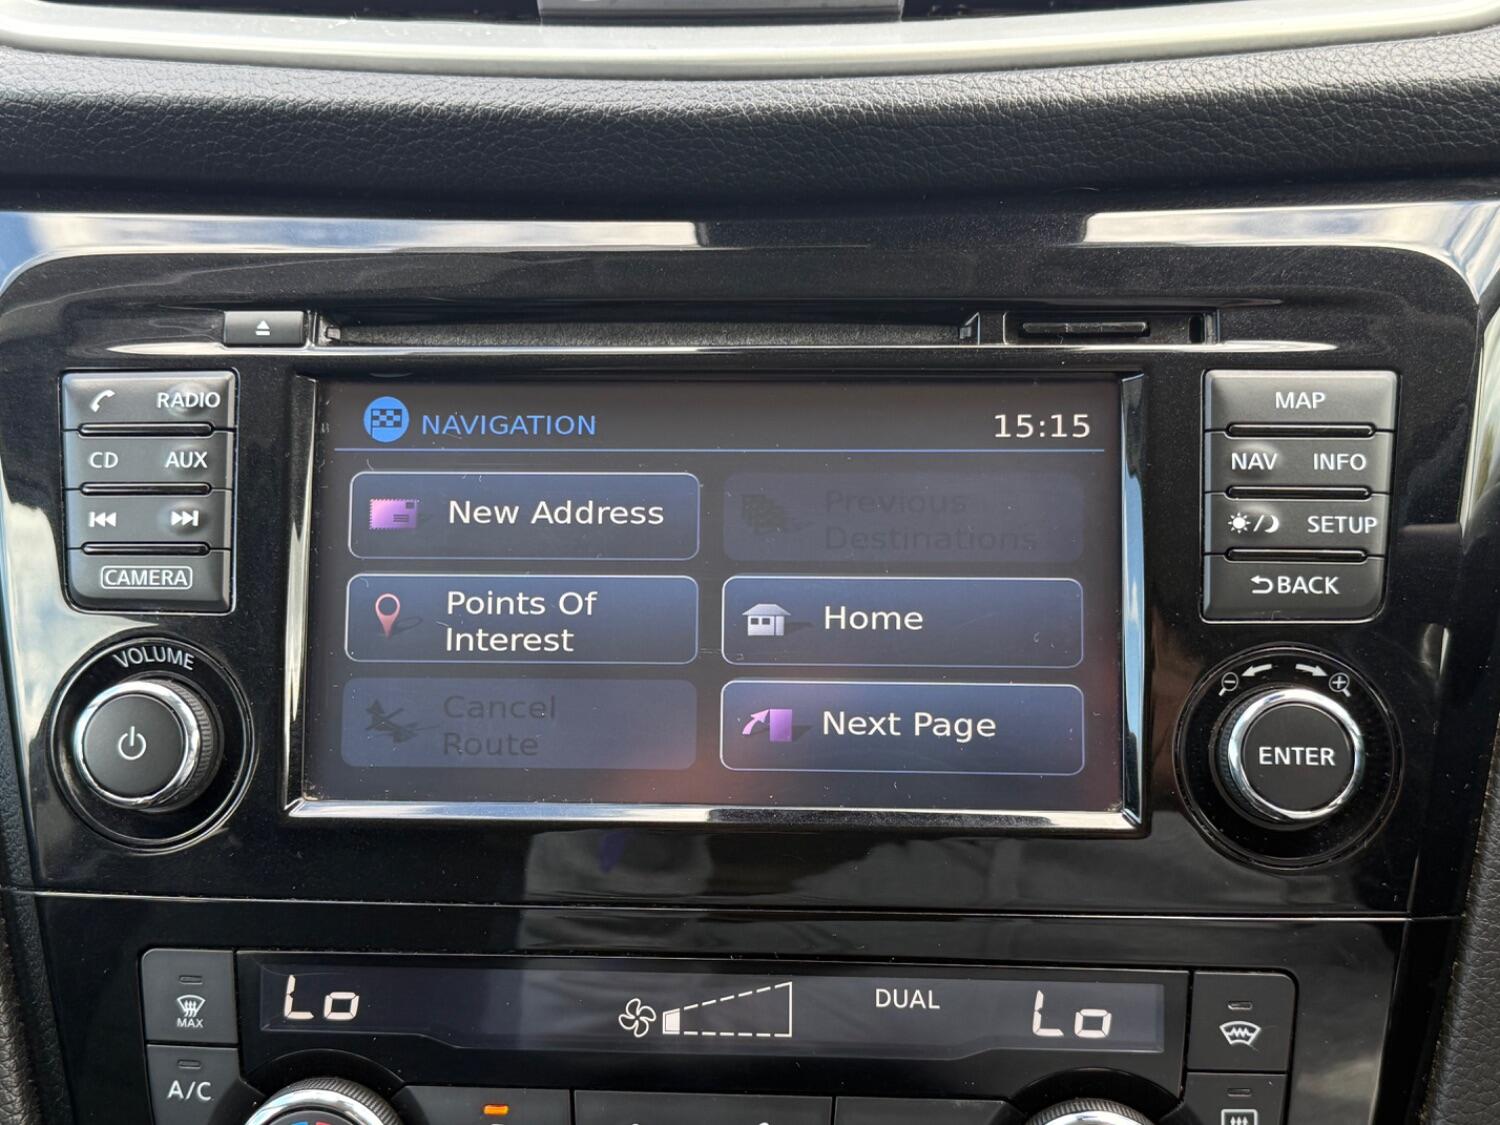 RADIO
CD AUX
CAMERA
VOLUME
NAVIGATION 15:15
New Address
Previous
Destinations
Points Of
Interest
Home
Cancel
Route
Next Page
MAP
NAV INFO
SETUP
BACK
ENTER
MAX
A/C
Lo
DUAL
Lo